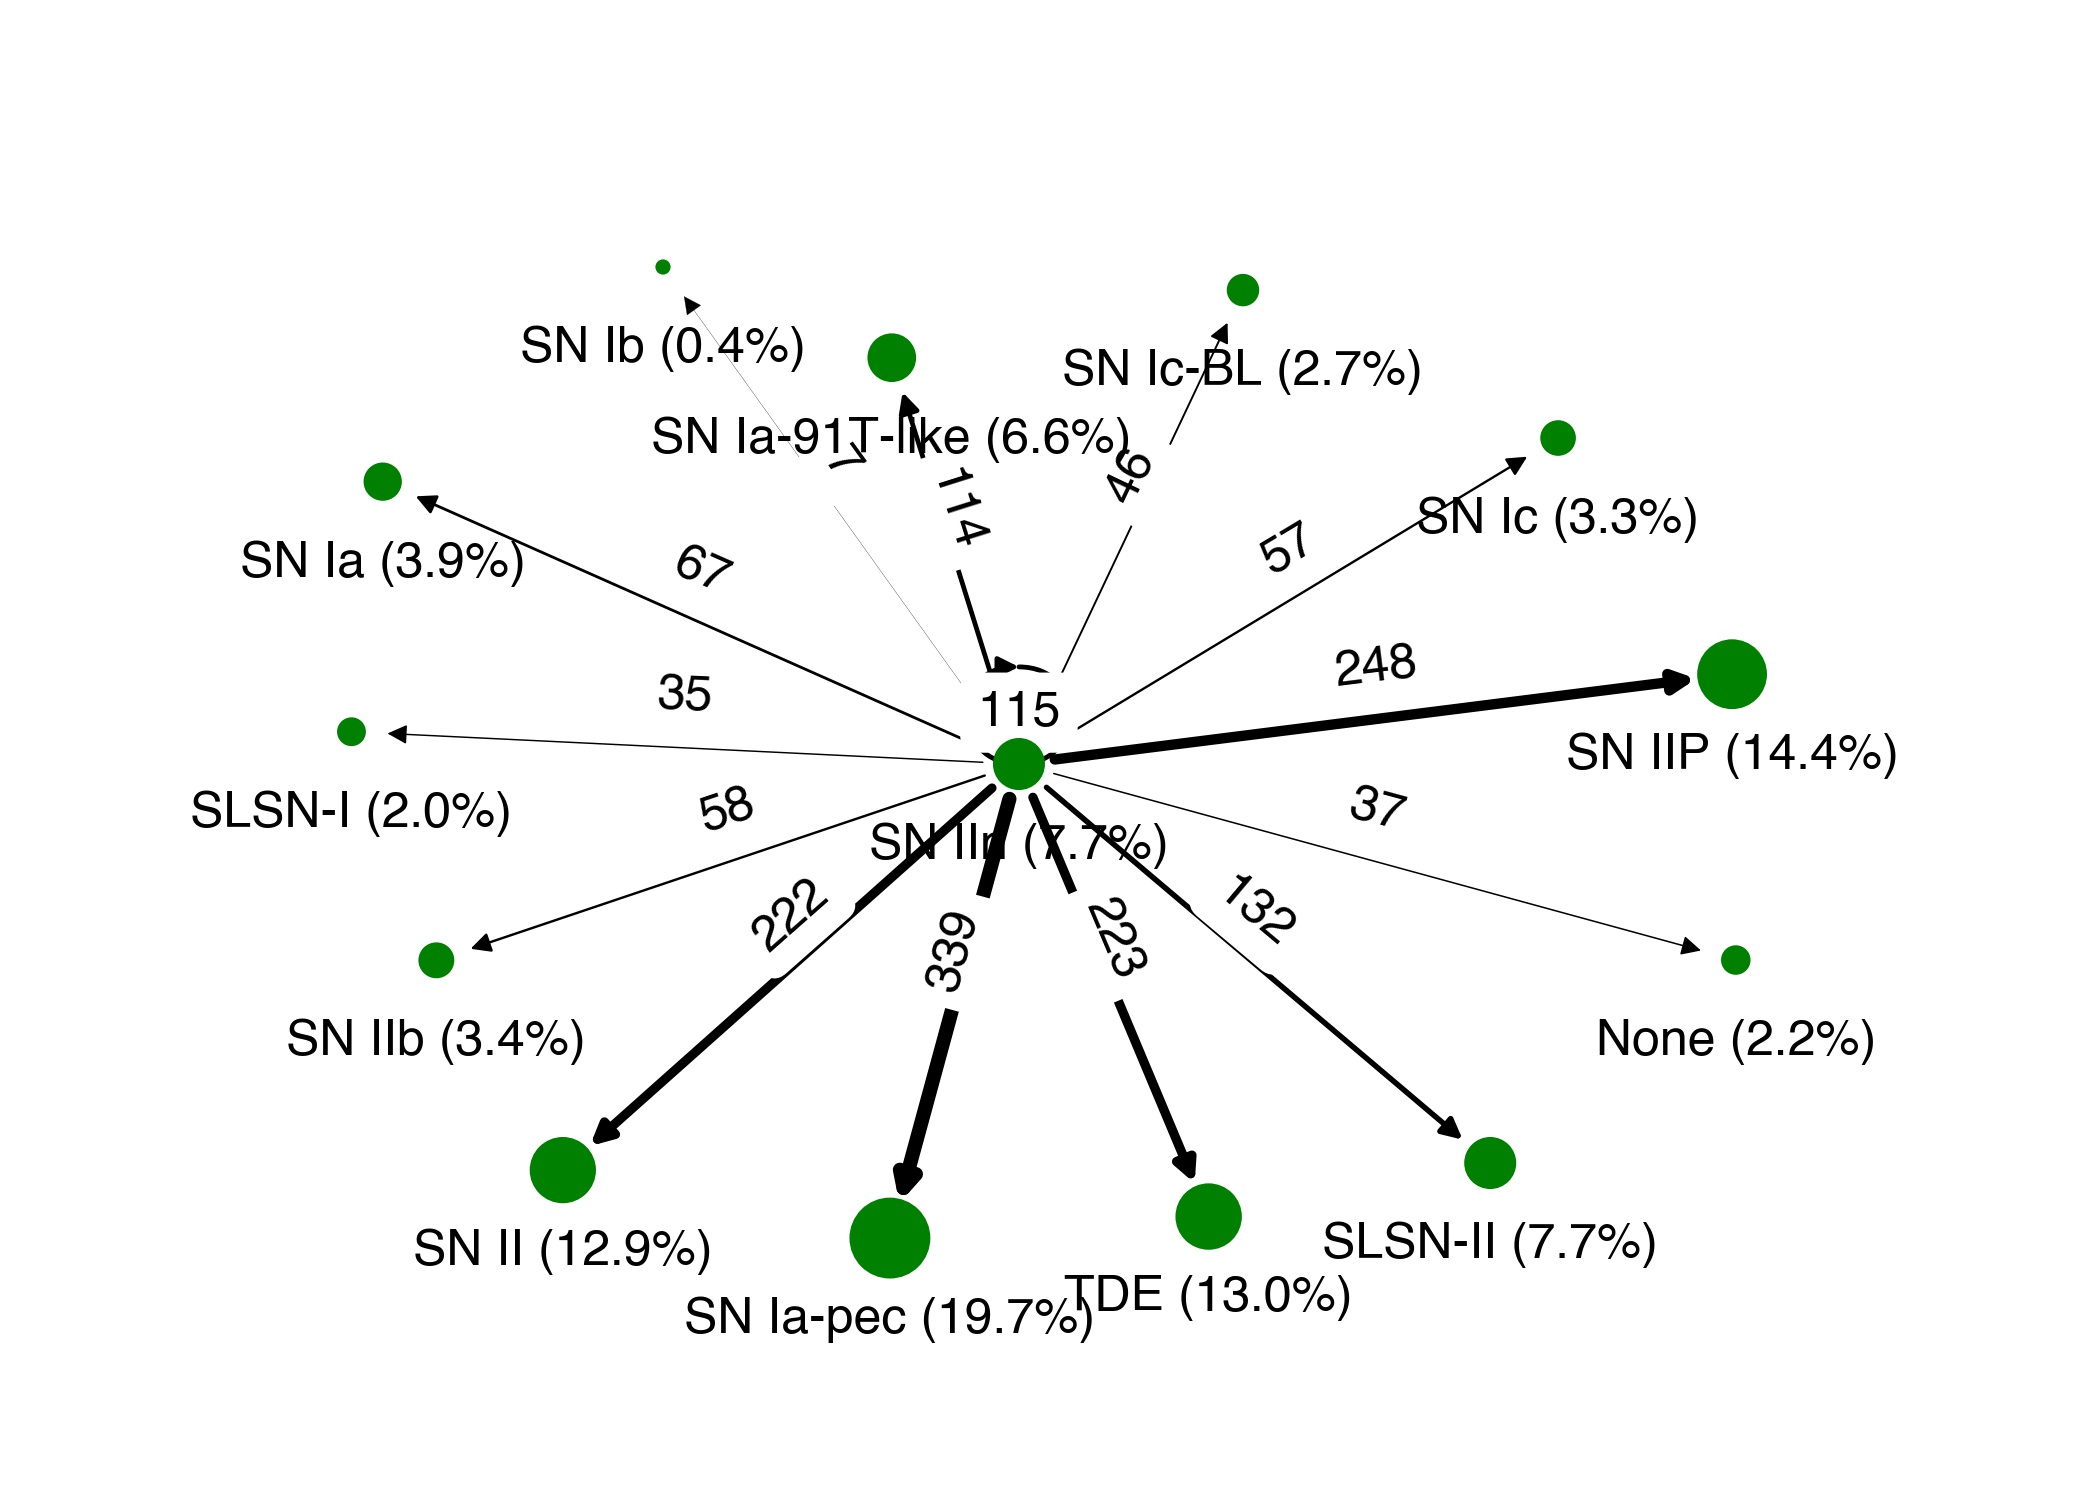 SN Ib (0.4%)
SN Ic-BL (2.7%)
SN Ia-91T-like (6.6%)
7
114
46
SN Ic (3.3%)
SN Ia (3.9%)
67
57
248
35
115
SN IIP (14.4%)
SLSN-I (2.0%)
58
37
SN IIn (7.7%)
222
339
223
132
SN IIb (3.4%)
None (2.2%)
SN II (12.9%)
SLSN-II (7.7%)
SN Ia-pec (19.7%)
TDE (13.0%)